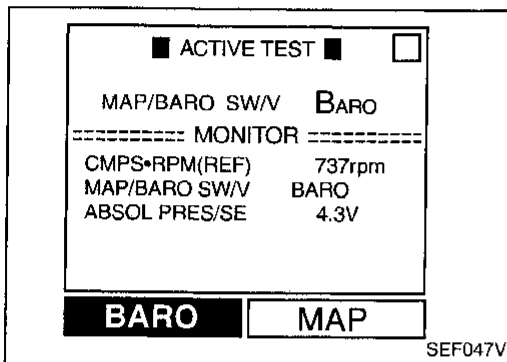 ■ ACTIVE TEST ■ □
MAP/BARO SW/V BARO
========= MONITOR =========
CMPS•RPM(REF) 737rpm
MAP/BARO SW/V BARO
ABSOL PRES/SE 4.3V
BARO MAP
SEF047V